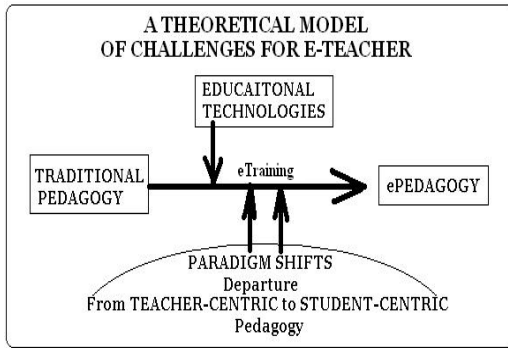 A THEORETICAL MODEL
OF CHALLENGES FOR E-TEACHER
EDUCAITONAL
TECHNOLOGIES
TRADITIONAL
PEDAGOGY
eTraining
ePEDAGOGY
PARADIGM SHIFTS
Departure
From TEACHER-CENTRIC to STUDENT-CENTRIC
Pedagogy